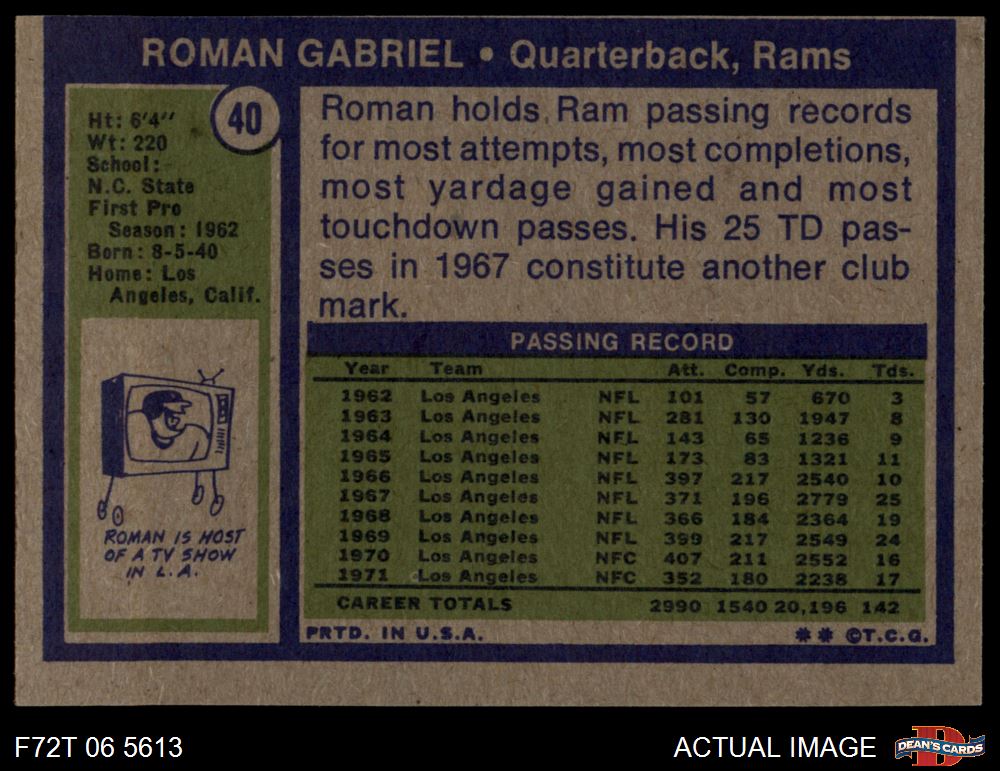 ROMAN GABRIEL • Quarterback, Rams
40
Ht: 6'4"
Wt: 220
School:
N.C. State
First Pro
Season: 1962
Born: 8-5-40
Home: Los
Angeles, Calif.
ROMAN IS HOST
OF A TV SHOW
IN L.A.
Roman holds Ram passing records
for most attempts, most completions,
most yardage gained and most
touchdown passes. His 25 TD pas-
ses in 1967 constitute another club
mark.
PASSING RECORD
Year Team Att. Comp. Yds. Tds.
1962 Los Angeles NFL 101 57 670 3
1963 Los Angeles NFL 281 130 1947 8
1964 Los Angeles NFL 143 65 1236 9
1965 Los Angeles NFL 173 83 1321 11
1966 Los Angeles NFL 397 217 2540 10
1967 Los Angeles NFL 371 196 2779 25
1968 Los Angeles NFL 366 184 2364 19
1969 Los Angeles NFL 399 217 2549 24
1970 Los Angeles NFC 407 211 2552 16
1971 Los Angeles NFC 352 180 2238 17
CAREER TOTALS 2990 1540 20,196 142
PRTD. IN U.S.A. ** ©T.C.G.
F72T 06 5613 ACTUAL IMAGE DEAN'S CARDS